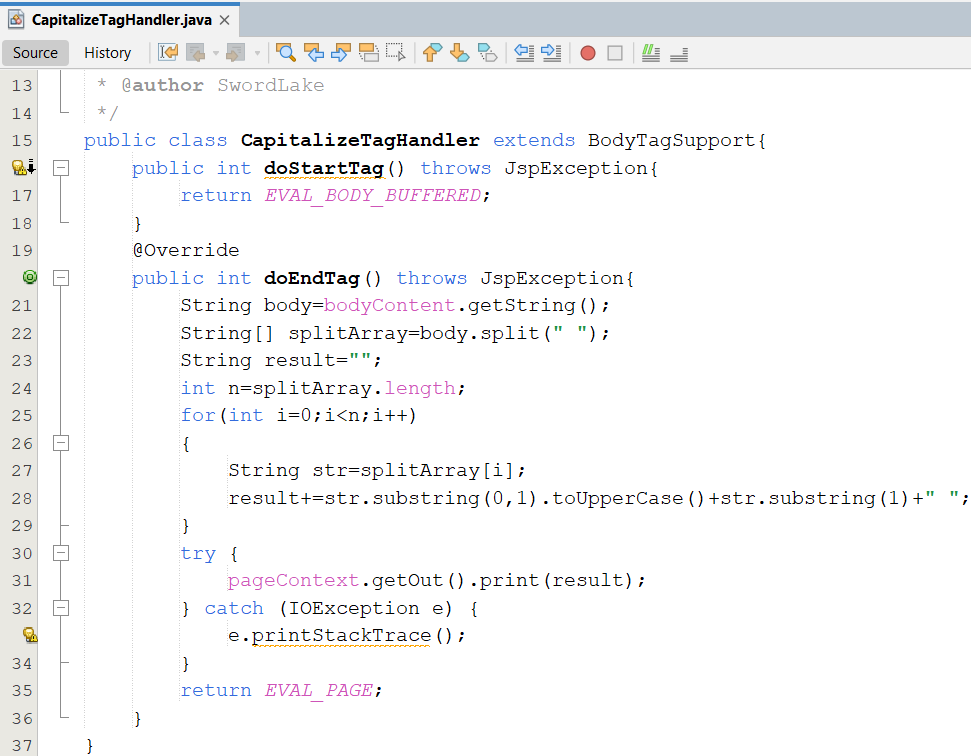 CapitalizeTagHandler.java
Source History
13 * @author SwordLake
14 */
15 public class CapitalizeTagHandler extends BodyTagSupport{
public int doStartTag() throws JspException{
17 return EVAL_BODY_BUFFERED;
18 }
19 @Override
public int doEndTag() throws JspException{
21 String body=bodyContent.getString();
22 String[] splitArray=body.split(" ");
23 String result="";
24 int n=splitArray.length;
25 for(int i=0;i<n;i++)
26 {
27 String str=splitArray[i];
28 result+=str.substring(0,1).toUpperCase()+str.substring(1)+" ";
29 }
30 try {
31 pageContext.getOut().print(result);
32 } catch (IOException e) {
e.printStackTrace();
34 }
35 return EVAL_PAGE;
36 }
37 }